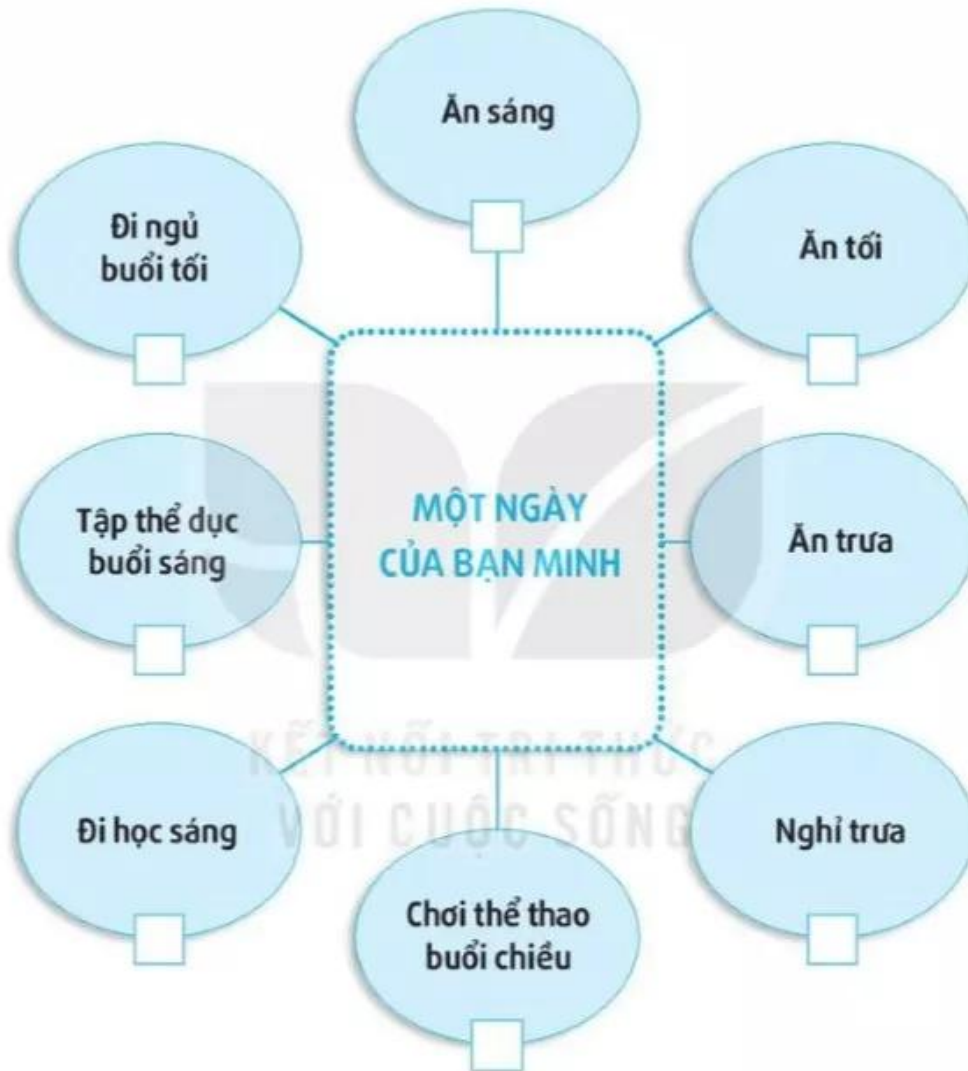 Ăn sáng
Đi ngủ
buổi tối
Ăn tối
Tập thể dục
buổi sáng
MỘT NGÀY
CỦA BẠN MINH
Ăn trưa
Đi học sáng
KẾT NỐI TRI THỨC
VỚI CUỘC SỐNG
Nghỉ trưa
Chơi thể thao
buổi chiều